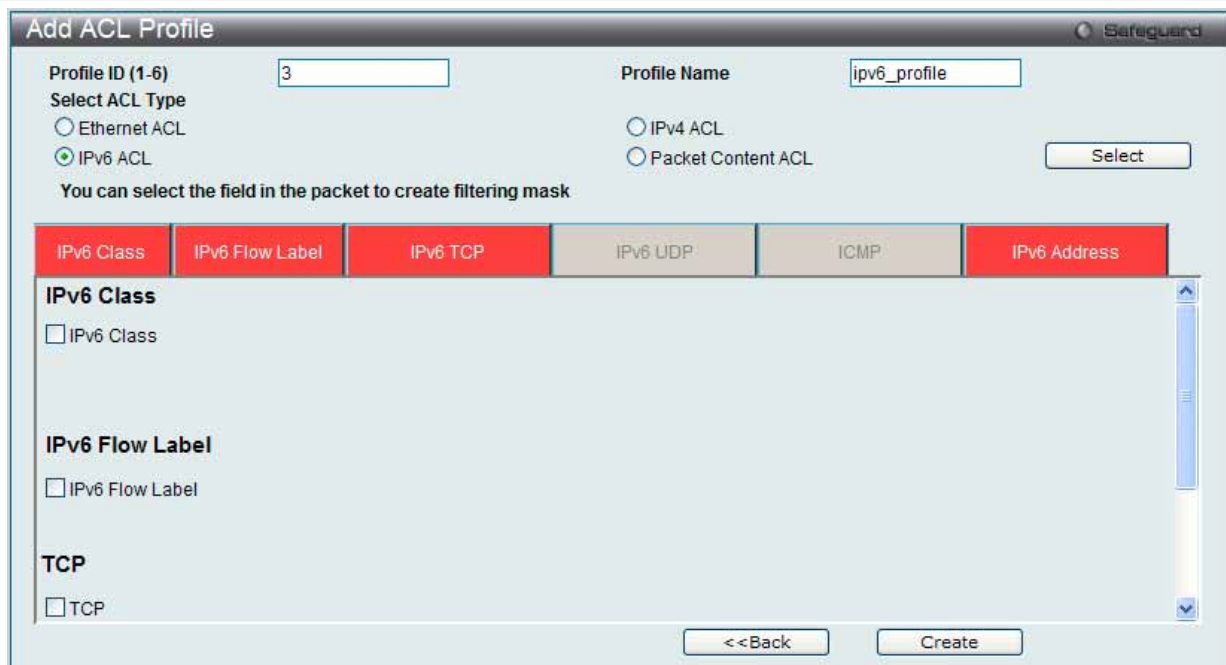 Add ACL Profile
Safeguard
Profile ID (1-6)
3
Profile Name
ipv6_profile
Select ACL Type
Ethernet ACL
IPv4 ACL
IPv6 ACL
Packet Content ACL
Select
You can select the field in the packet to create filtering mask
IPv6 Class
IPv6 Flow Label
IPv6 TCP
IPv6 UDP
ICMP
IPv6 Address
IPv6 Class
IPv6 Class
IPv6 Flow Label
IPv6 Flow Label
TCP
TCP
<<Back
Create